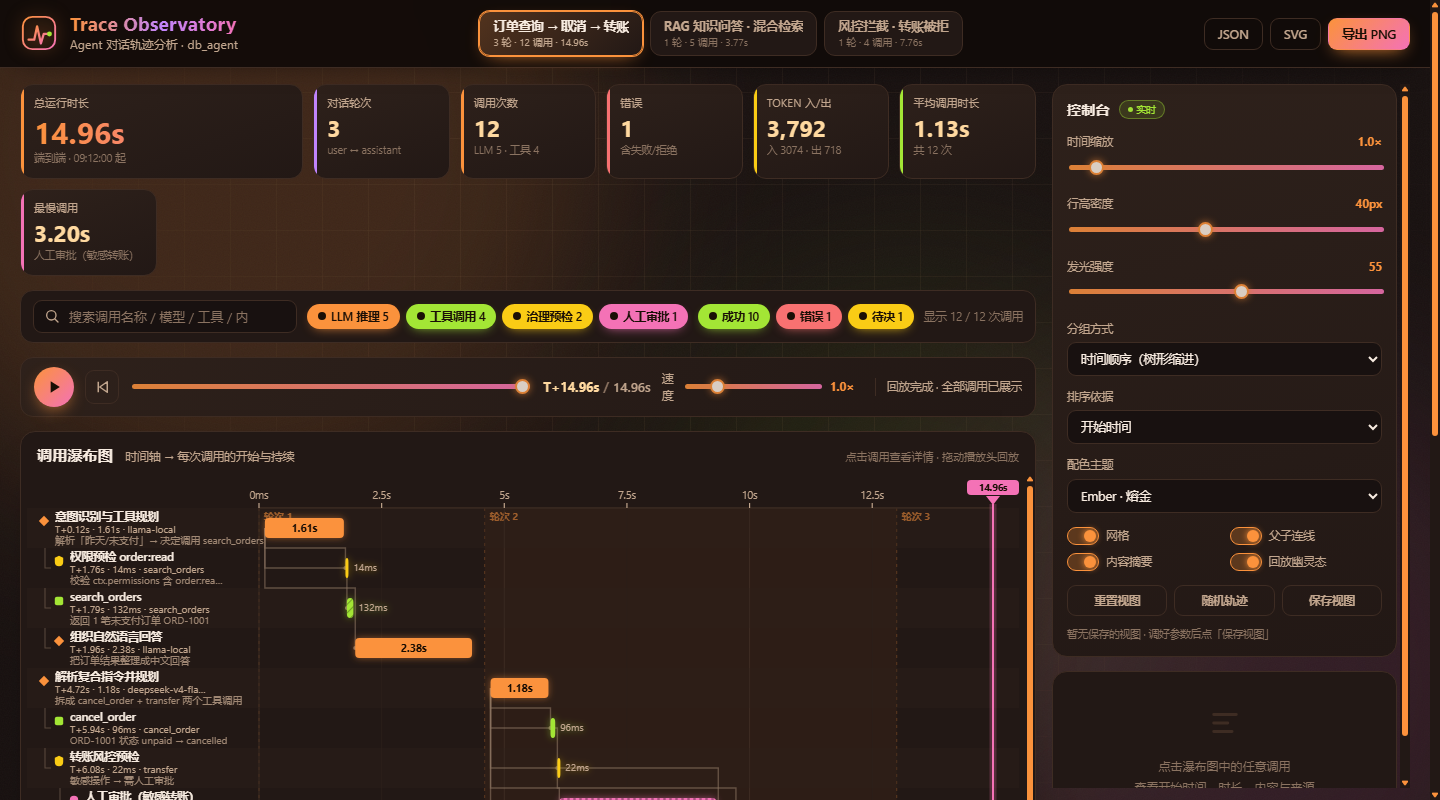 Trace Observatory
Agent 对话轨迹分析 · db_agent
订单查询 → 取消 → 转账
3 轮 · 12 调用 · 14.96s
RAG 知识问答 · 混合检索
1 轮 · 5 调用 · 3.77s
风控拦截 · 转账被拒
1 轮 · 4 调用 · 7.76s
JSON
SVG
导出 PNG
总运行时长
14.96s
端到端 · 09:12:00 起
对话轮次
3
user ↔ assistant
调用次数
12
LLM 5 · 工具 4
错误
1
含失败/拒绝
TOKEN 入/出
3,792
入 3074 · 出 718
平均调用时长
1.13s
共 12 次
最慢调用
3.20s
人工审批（敏感转账）
搜索调用名称 / 模型 / 工具 / 内
LLM 推理 5
工具调用 4
治理预检 2
人工审批 1
成功 10
错误 1
待决 1
显示 12 / 12 次调用
T+14.96s / 14.96s
速度
1.0×
回放完成 · 全部调用已展示
调用瀑布图
时间轴 → 每次调用的开始与持续
点击调用查看详情 · 拖动播放头回放
0ms
2.5s
5s
7.5s
10s
12.5s
14.96s
轮次 1
轮次 2
轮次 3
意图识别与工具规划
T+0.12s · 1.61s · llama-local
解析「昨天/未支付」→ 决定调用 search_orders
1.61s
权限预检 order:read
T+1.76s · 14ms · search_orders
校验 ctx.permissions 含 order:rea…
14ms
search_orders
T+1.79s · 132ms · search_orders
返回 1 笔未支付订单 ORD-1001
132ms
组织自然语言回答
T+1.96s · 2.38s · llama-local
把订单结果整理成中文回答
2.38s
解析复合指令并规划
T+4.72s · 1.18s · deepseek-v4-fla…
拆成 cancel_order + transfer 两个工具调用
1.18s
cancel_order
T+5.94s · 96ms · cancel_order
ORD-1001 状态 unpaid → cancelled
96ms
转账风控预检
T+6.08s · 22ms · transfer
敏感操作 → 需人工审批
22ms
人工审批（敏感转账）
控制台
实时
时间缩放
1.0×
行高密度
40px
发光强度
55
分组方式
时间顺序（树形缩进）
排序依据
开始时间
配色主题
Ember · 熔金
网格
父子连线
内容摘要
回放幽灵态
重置视图
随机轨迹
保存视图
暂无保存的视图 · 调好参数后点「保存视图」
点击瀑布图中的任意调用
查看开始时间、时长、内容与来源